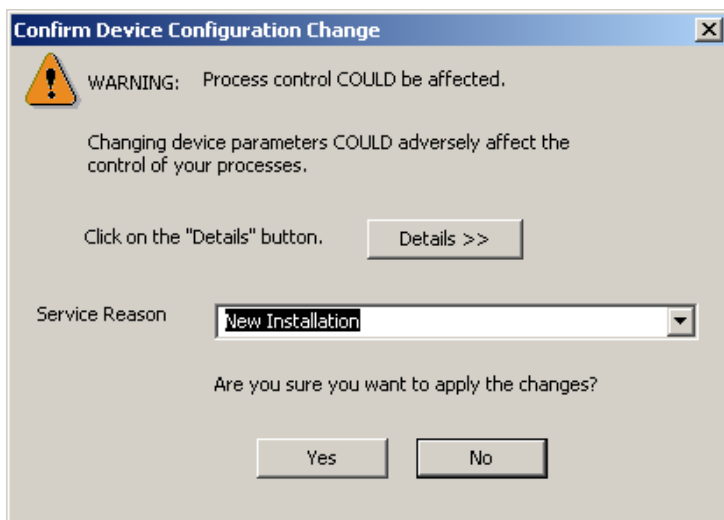 Confirm Device Configuration Change
WARNING: Process control COULD be affected.
Changing device parameters COULD adversely affect the
control of your processes.
Click on the "Details" button. Details >>
Service Reason New Installation
Are you sure you want to apply the changes?
Yes No